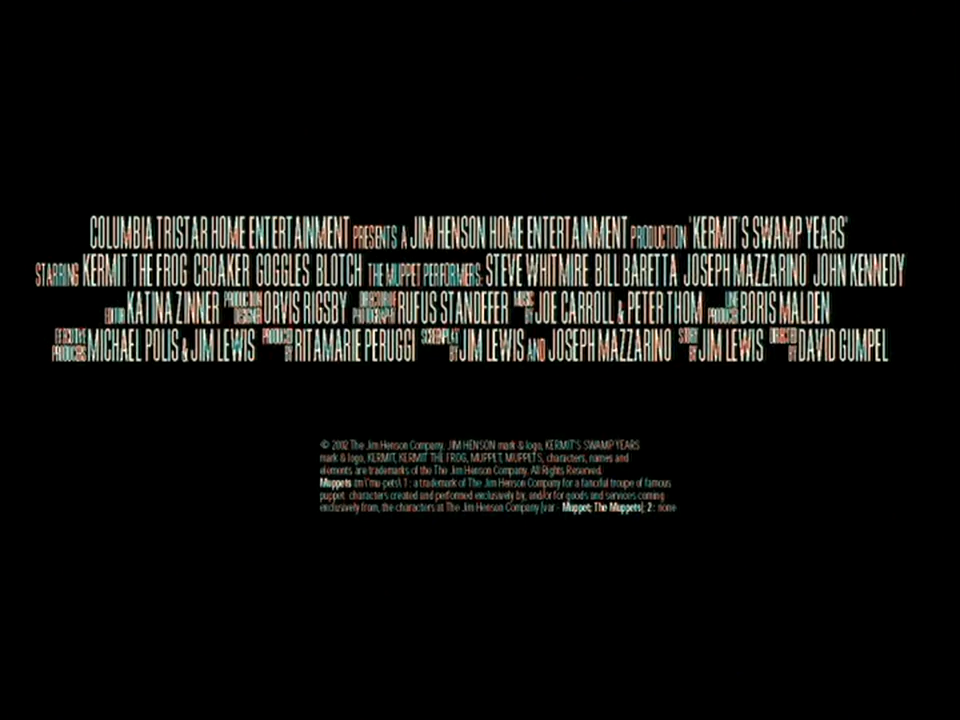 COLUMBIA TRISTAR HOME ENTERTAINMENT PRESENTS A JIM HENSON HOME ENTERTAINMENT PRODUCTION "KERMIT'S SWAMP YEARS"
STARRING KERMIT THE FROG CROAKER GOGGLES BLOTCH THE MUPPET PERFORMERS: STEVE WHITMIRE BILL BARETTA JOSEPH MAZZARINO JOHN KENNEDY
EDITOR KATINA ZINNER PRODUCTION DESIGNER ORVIS RIGSBY DIRECTOR OF PHOTOGRAPHY RUFUS STANDEFER MUSIC BY JOE CARROLL & PETER THOM LINE PRODUCER BORIS MALDEN
EXECUTIVE PRODUCERS MICHAEL POLIS & JIM LEWIS PRODUCED BY RITAMARIE PERUGGI SCREENPLAY BY JIM LEWIS AND JOSEPH MAZZARINO STORY BY JIM LEWIS DIRECTED BY DAVID GUMPEL
© 2002 The Jim Henson Company. JIM HENSON mark & logo, KERMIT'S SWAMP YEARS
mark & logo, KERMIT, KERMIT THE FROG, MUPPET, MUPPETS, characters, names and
elements are trademarks of the The Jim Henson Company. All Rights Reserved.
Muppets \m\'mu-pets\ 1 : a trademark of The Jim Henson Company for a fanciful troupe of famous
puppet characters created and performed exclusively by, and/or for goods and services coming
exclusively from, the characters at The Jim Henson Company [var - Muppet; The Muppets]; 2 : none